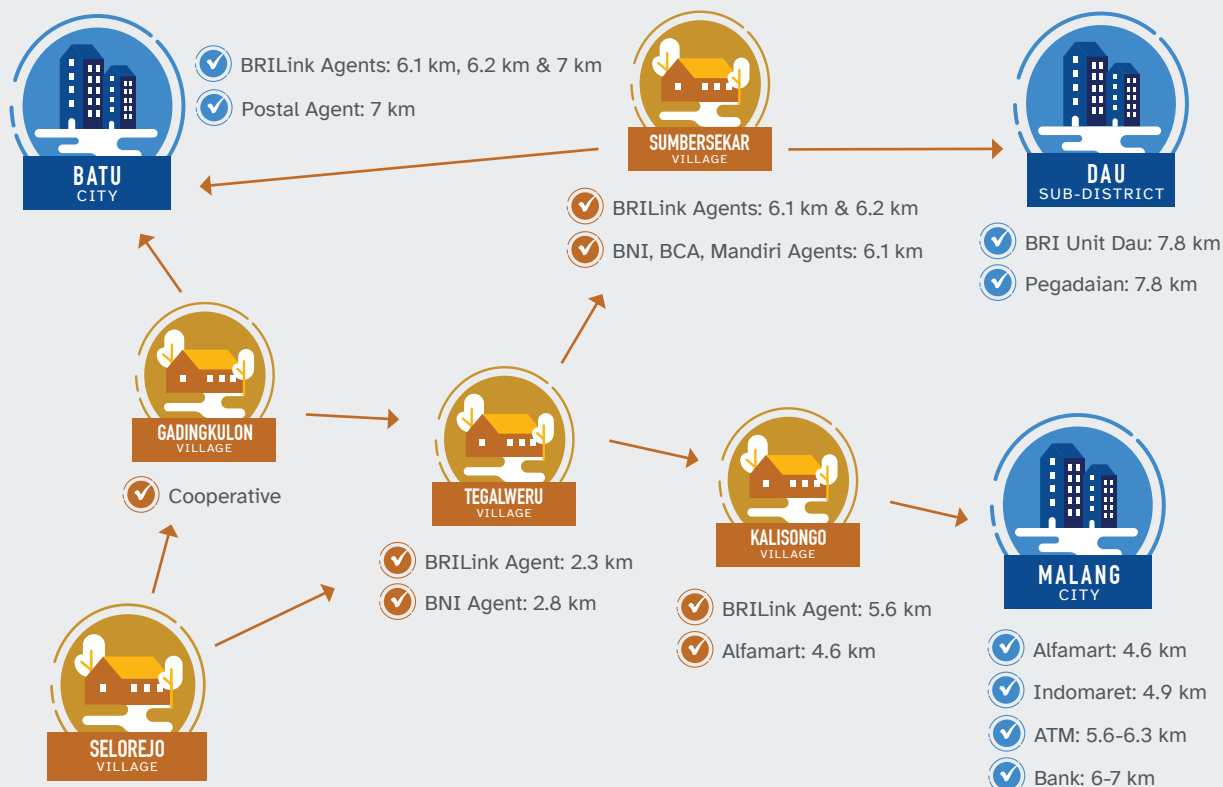 BATU
CITY
BRILink Agents: 6.1 km, 6.2 km & 7 km
Postal Agent: 7 km
SUMBERSEKAR
VILLAGE
BRILink Agents: 6.1 km & 6.2 km
BNI, BCA, Mandiri Agents: 6.1 km
DAU
SUB-DISTRICT
BRI Unit Dau: 7.8 km
Pegadaian: 7.8 km
GADINGKULON
VILLAGE
Cooperative
TEGALWERU
VILLAGE
BRILink Agent: 2.3 km
BNI Agent: 2.8 km
KALISONGO
VILLAGE
BRILink Agent: 5.6 km
Alfamart: 4.6 km
MALANG
CITY
Alfamart: 4.6 km
Indomaret: 4.9 km
ATM: 5.6-6.3 km
Bank: 6-7 km
SELOREJO
VILLAGE